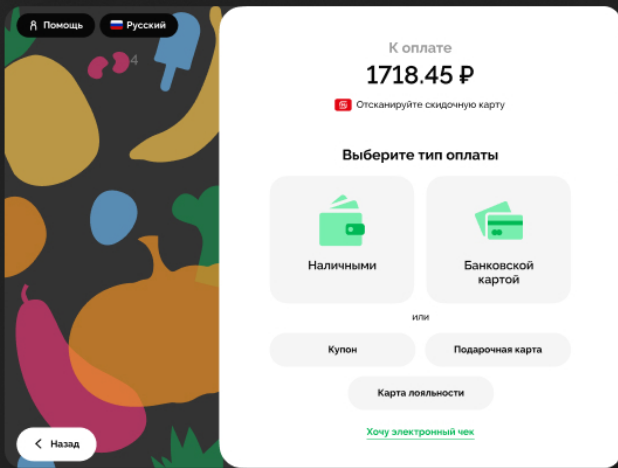 Помощь
Русский
4
К оплате
1718.45 ₽
Отсканируйте скидочную карту
Выберите тип оплаты
Наличными
Банковской
картой
или
Купон
Подарочная карта
Карта лояльности
Хочу электронный чек
Назад